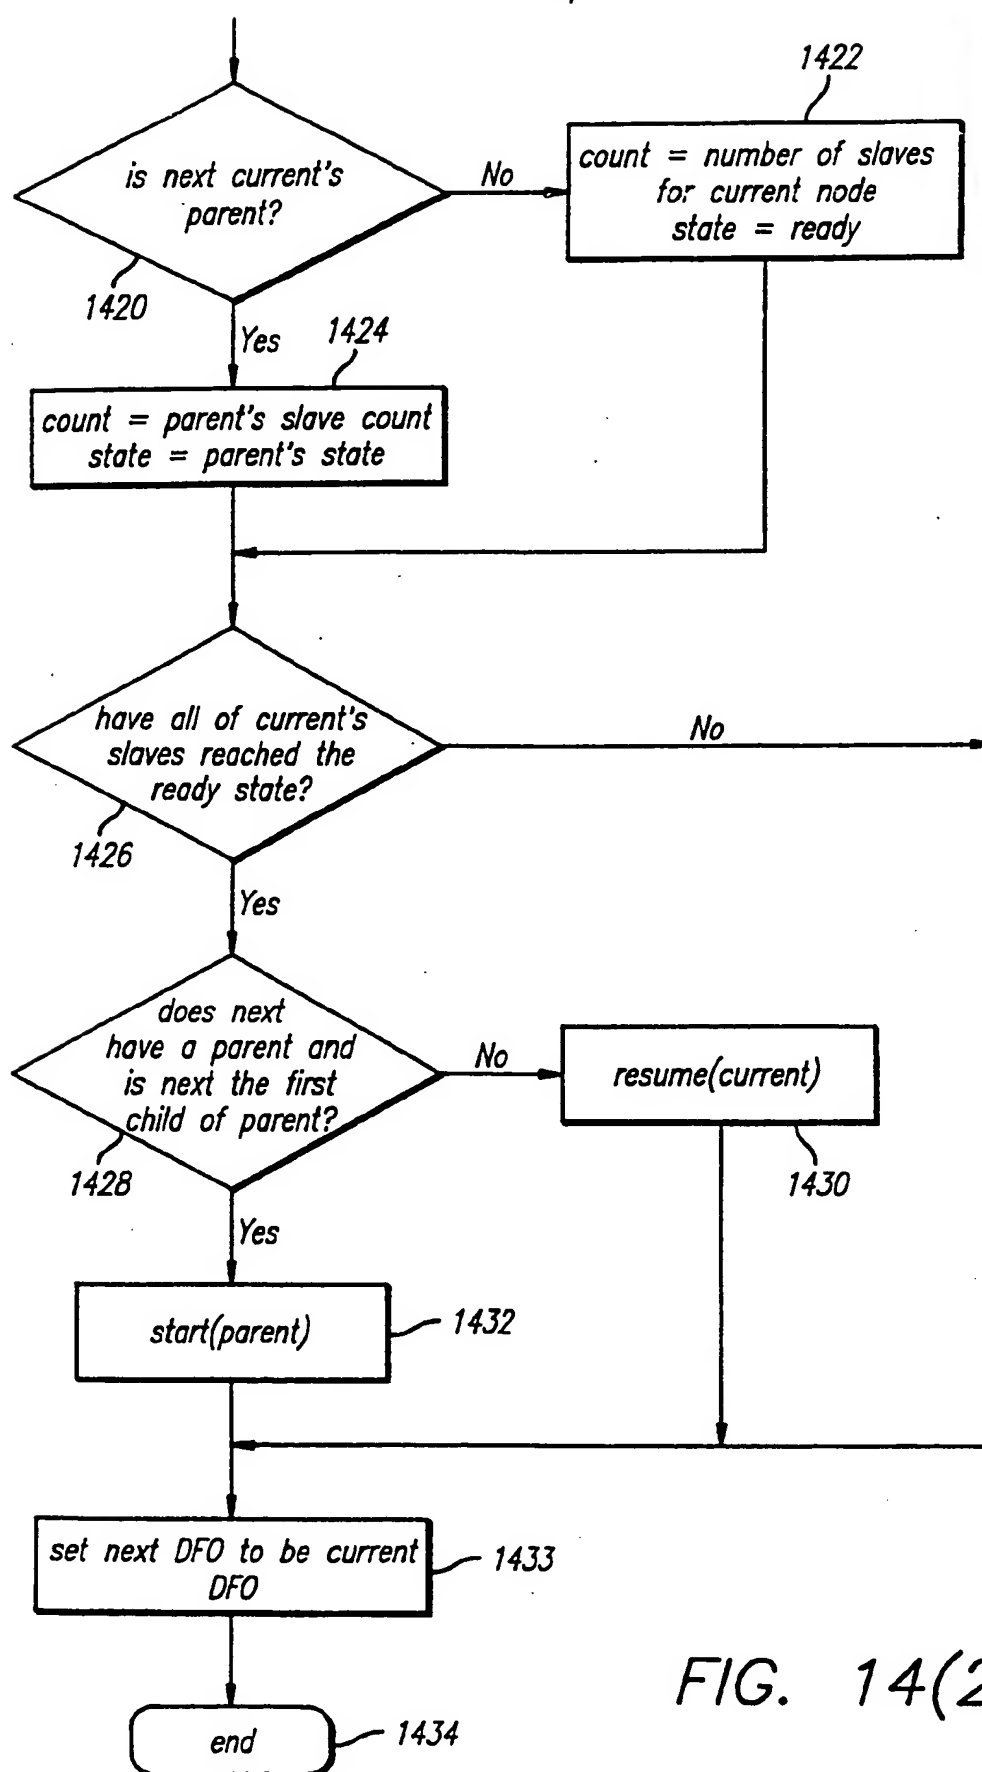 1422
is next current's
parent?
No
count = number of slaves
for current node
state = ready
1420
Yes
1424
count = parent's slave count
state = parent's state
have all of current's
slaves reached the
ready state?
No
1426
Yes
does next
have a parent and
is next the first
child of parent?
No
resume(current)
1428
1430
Yes
start(parent)
1432
set next DFO to be current
DFO
1433
FIG. 14(2
end
1434